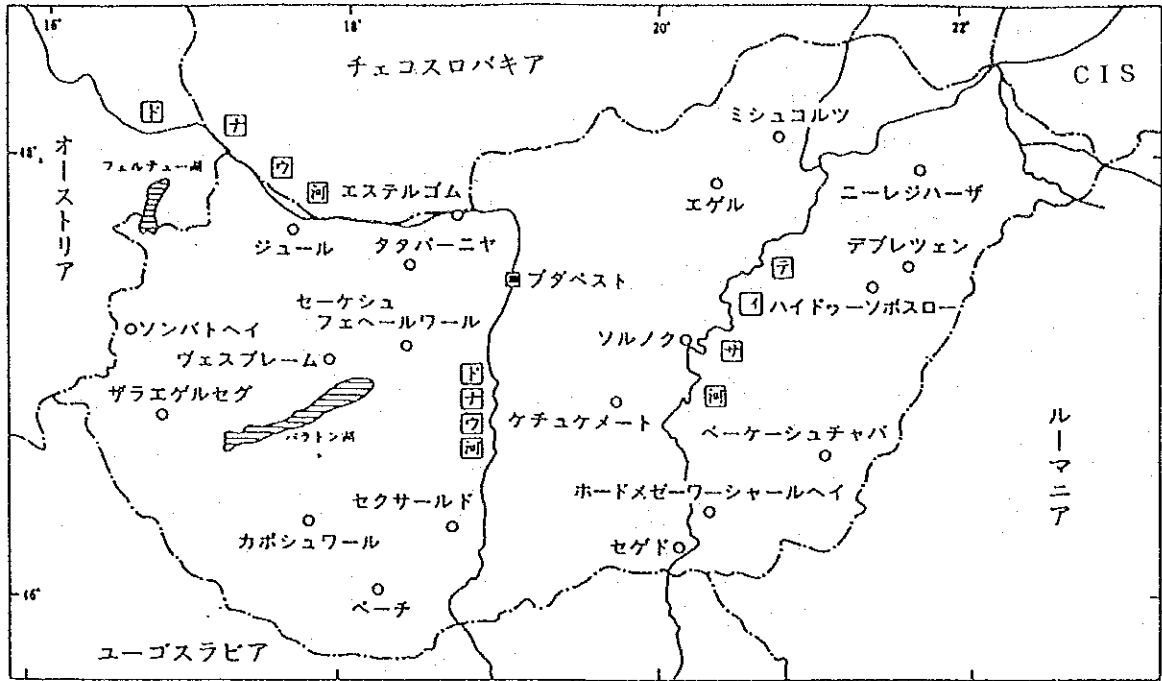 16°
18°
20°
22°
チェコスロバキア
CIS
ドナウ河
ミシュコルツ
48°
オーストリア
フェルチュー湖
エステルゴム
エゲル
ニーレジハーザ
ジュール
タタバーニヤ
デブレツェン
ブダペスト
ティサ河
ハイドゥーソボスロー
セーケシュ
フェヘールワール
ソンバトヘイ
ソルノク
ヴェスプレーム
ザラエゲルセグ
ドナウ河
ケチュケメート
バラトン湖
ベーケーシュチャバ
ルーマニア
セクサールド
ホードメゼーワーシャールヘイ
カポシュワール
セゲド
46°
ペーチ
ユーゴスラビア